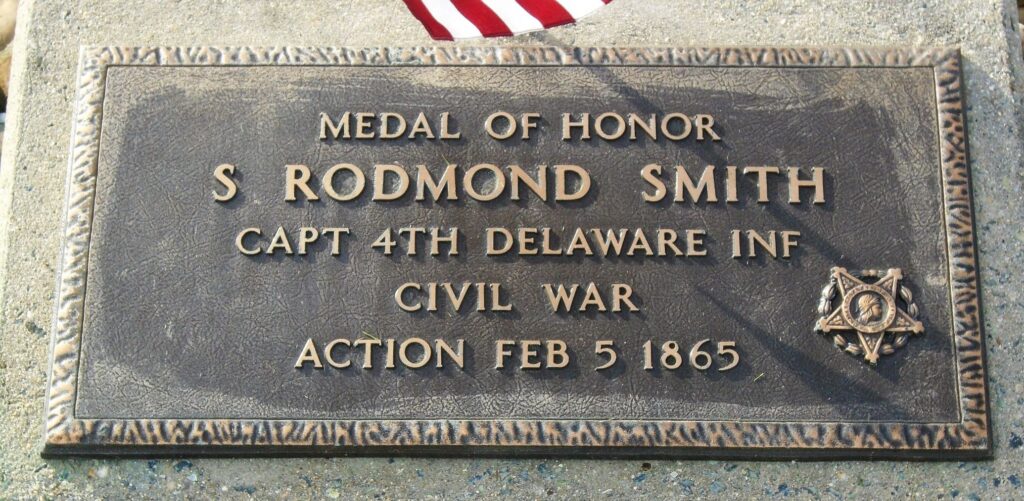 MEDAL OF HONOR
S RODMOND SMITH
CAPT 4TH DELAWARE INF
CIVIL WAR
ACTION FEB 5 1865